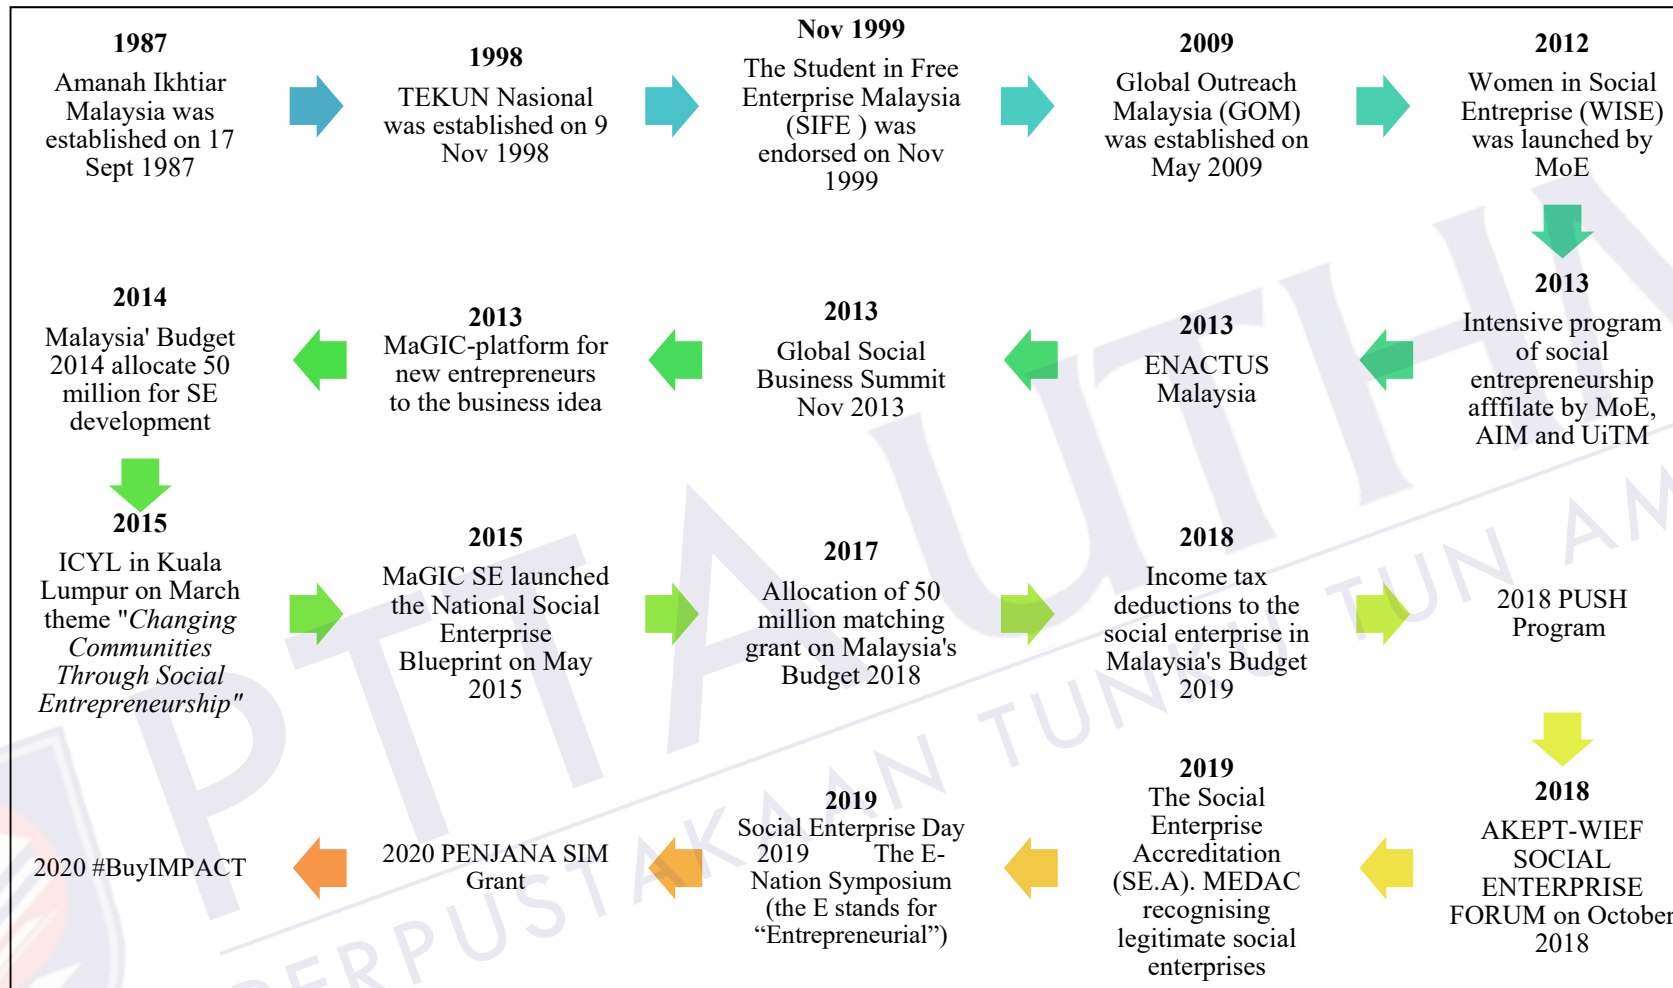 1987
Amanah Ikhtiar
Malaysia was
established on 17
Sept 1987
1998
TEKUN Nasional
was established on 9
Nov 1998
Nov 1999
The Student in Free
Enterprise Malaysia
(SIFE ) was
endorsed on Nov
1999
2009
Global Outreach
Malaysia (GOM)
was established on
May 2009
2012
Women in Social
Entreprise (WISE)
was launched by
MoE
2013
Intensive program
of social
entrepreneurship
afffilate by MoE,
AIM and UiTM
2013
ENACTUS
Malaysia
2013
Global Social
Business Summit
Nov 2013
2013
MaGIC-platform for
new entrepreneurs
to the business idea
2014
Malaysia' Budget
2014 allocate 50
million for SE
development
2015
ICYL in Kuala
Lumpur on March
theme "Changing
Communities
Through Social
Entrepreneurship"
2015
MaGIC SE launched
the National Social
Enterprise
Blueprint on May
2015
2017
Allocation of 50
million matching
grant on Malaysia's
Budget 2018
2018
Income tax
deductions to the
social enterprise in
Malaysia's Budget
2019
2018 PUSH
Program
2018
AKEPT-WIEF
SOCIAL
ENTERPRISE
FORUM on October
2018
2019
The Social
Enterprise
Accreditation
(SE.A). MEDAC
recognising
legitimate social
enterprises
2019
Social Enterprise Day
2019 The E-
Nation Symposium
(the E stands for
“Entrepreneurial”)
2020 PENJANA SIM
Grant
2020 #BuyIMPACT
PTTA UTHM
PERPUSTAKAAN TUNKU TUN AM